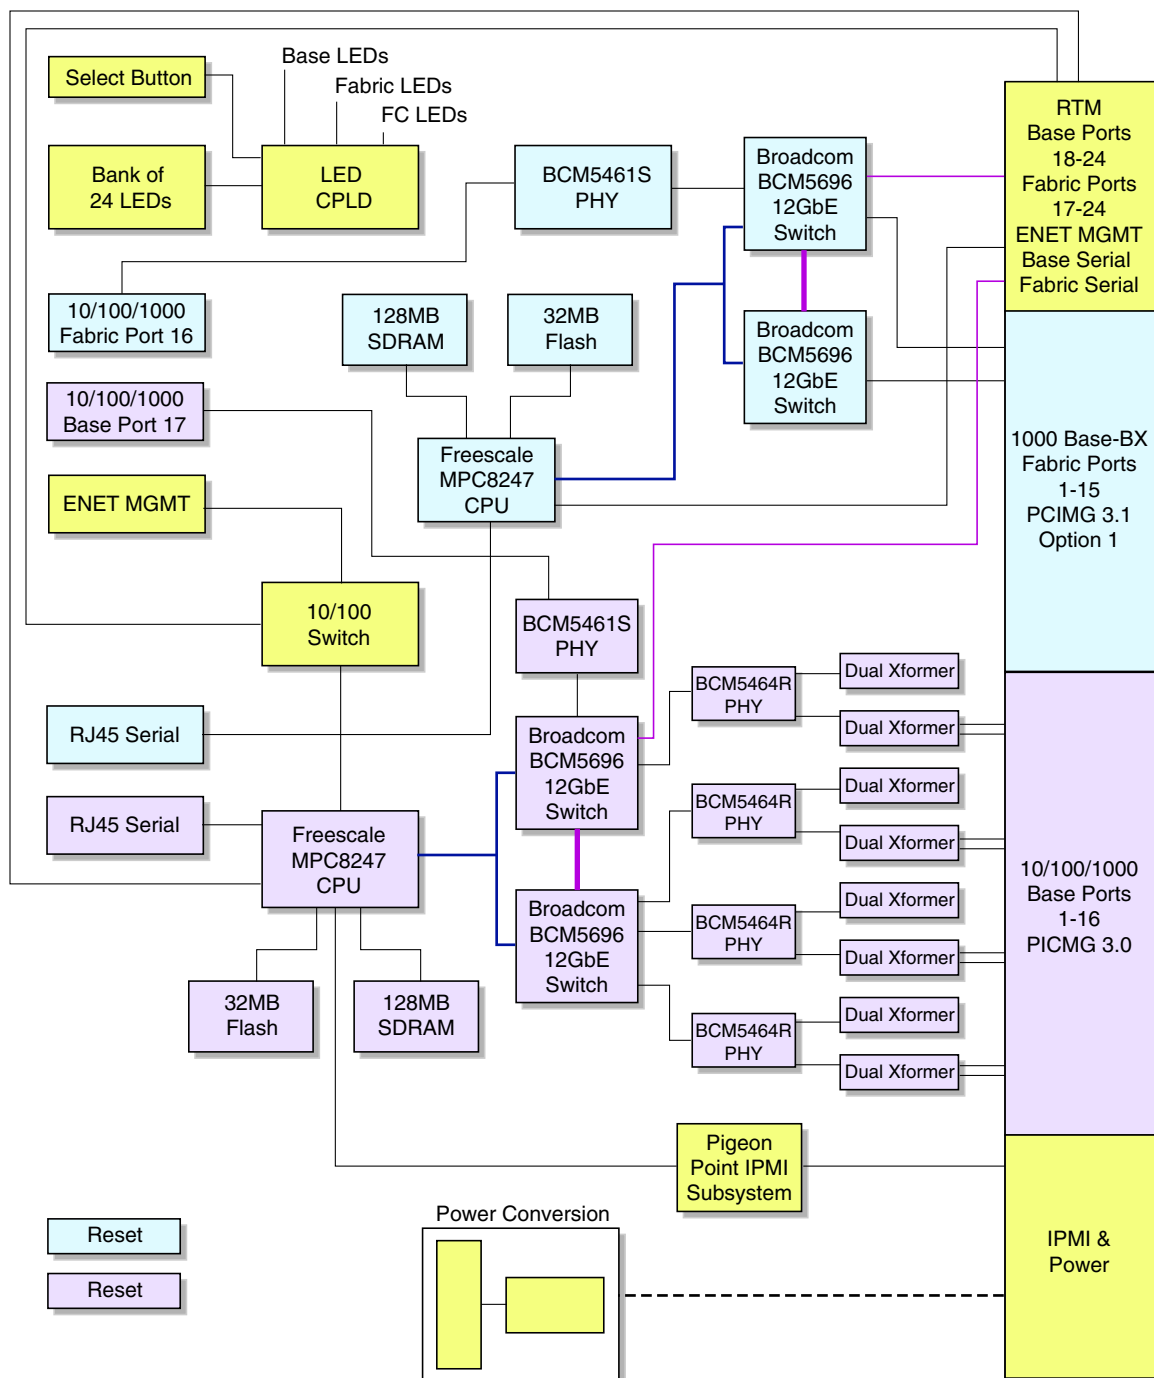 Base LEDs
Fabric LEDs
FC LEDs
Select Button
Bank of
24 LEDs
LED
CPLD
BCM5461S
PHY
Broadcom
BCM5696
12GbE
Switch
RTM
Base Ports
18-24
Fabric Ports
17-24
ENET MGMT
Base Serial
Fabric Serial
10/100/1000
Fabric Port 16
128MB
SDRAM
32MB
Flash
Broadcom
BCM5696
12GbE
Switch
10/100/1000
Base Port 17
Freescale
MPC8247
CPU
1000 Base-BX
Fabric Ports
1-15
PCIMG 3.1
Option 1
ENET MGMT
10/100
Switch
BCM5461S
PHY
BCM5464R
PHY
Dual Xformer
Dual Xformer
RJ45 Serial
Broadcom
BCM5696
12GbE
Switch
BCM5464R
PHY
Dual Xformer
Dual Xformer
RJ45 Serial
Freescale
MPC8247
CPU
Broadcom
BCM5696
12GbE
Switch
BCM5464R
PHY
Dual Xformer
Dual Xformer
10/100/1000
Base Ports
1-16
PICMG 3.0
32MB
Flash
128MB
SDRAM
BCM5464R
PHY
Dual Xformer
Dual Xformer
Pigeon
Point IPMI
Subsystem
Reset
Reset
Power Conversion
IPMI &
Power